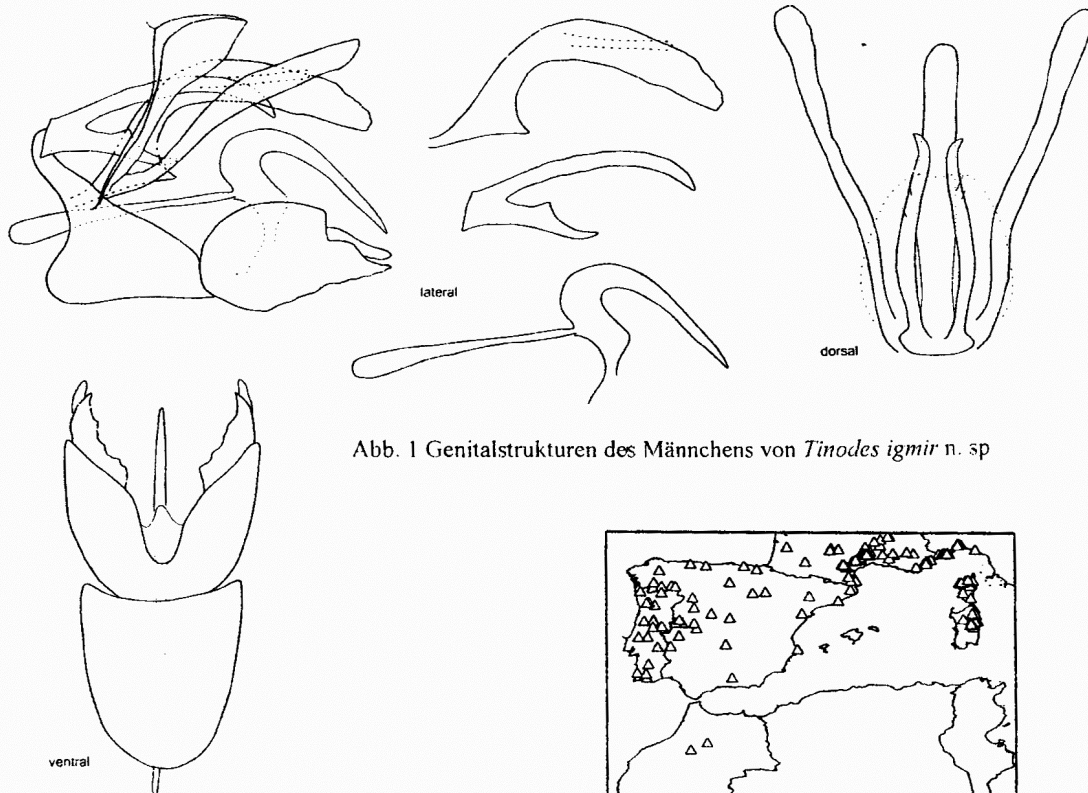 lateral
dorsal
Abb. 1 Genitalstrukturen des Männchens von Tinodes igmir n. sp
ventral